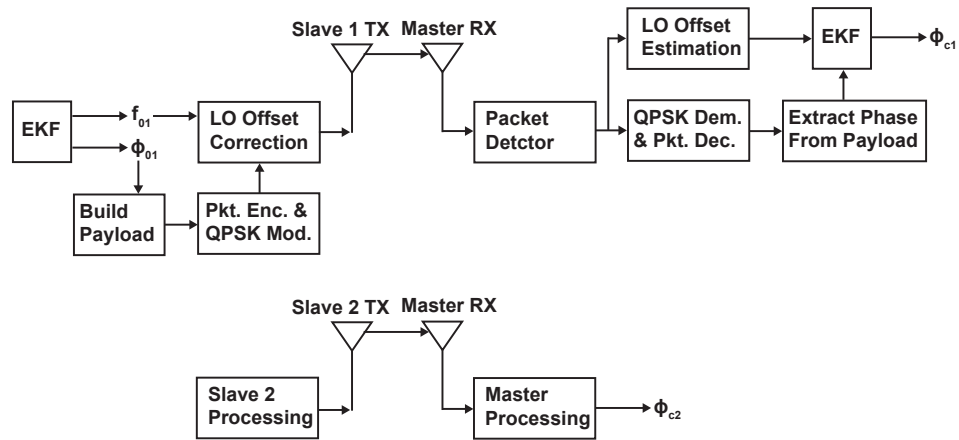 Slave 1 TX Master RX
LO Offset
Estimation
EKF
ϕc1
EKF
f01
ϕ01
LO Offset
Correction
Packet
Detctor
QPSK Dem.
& Pkt. Dec.
Extract Phase
From Payload
Build
Payload
Pkt. Enc. &
QPSK Mod.
Slave 2 TX Master RX
Slave 2
Processing
Master
Processing
ϕc2